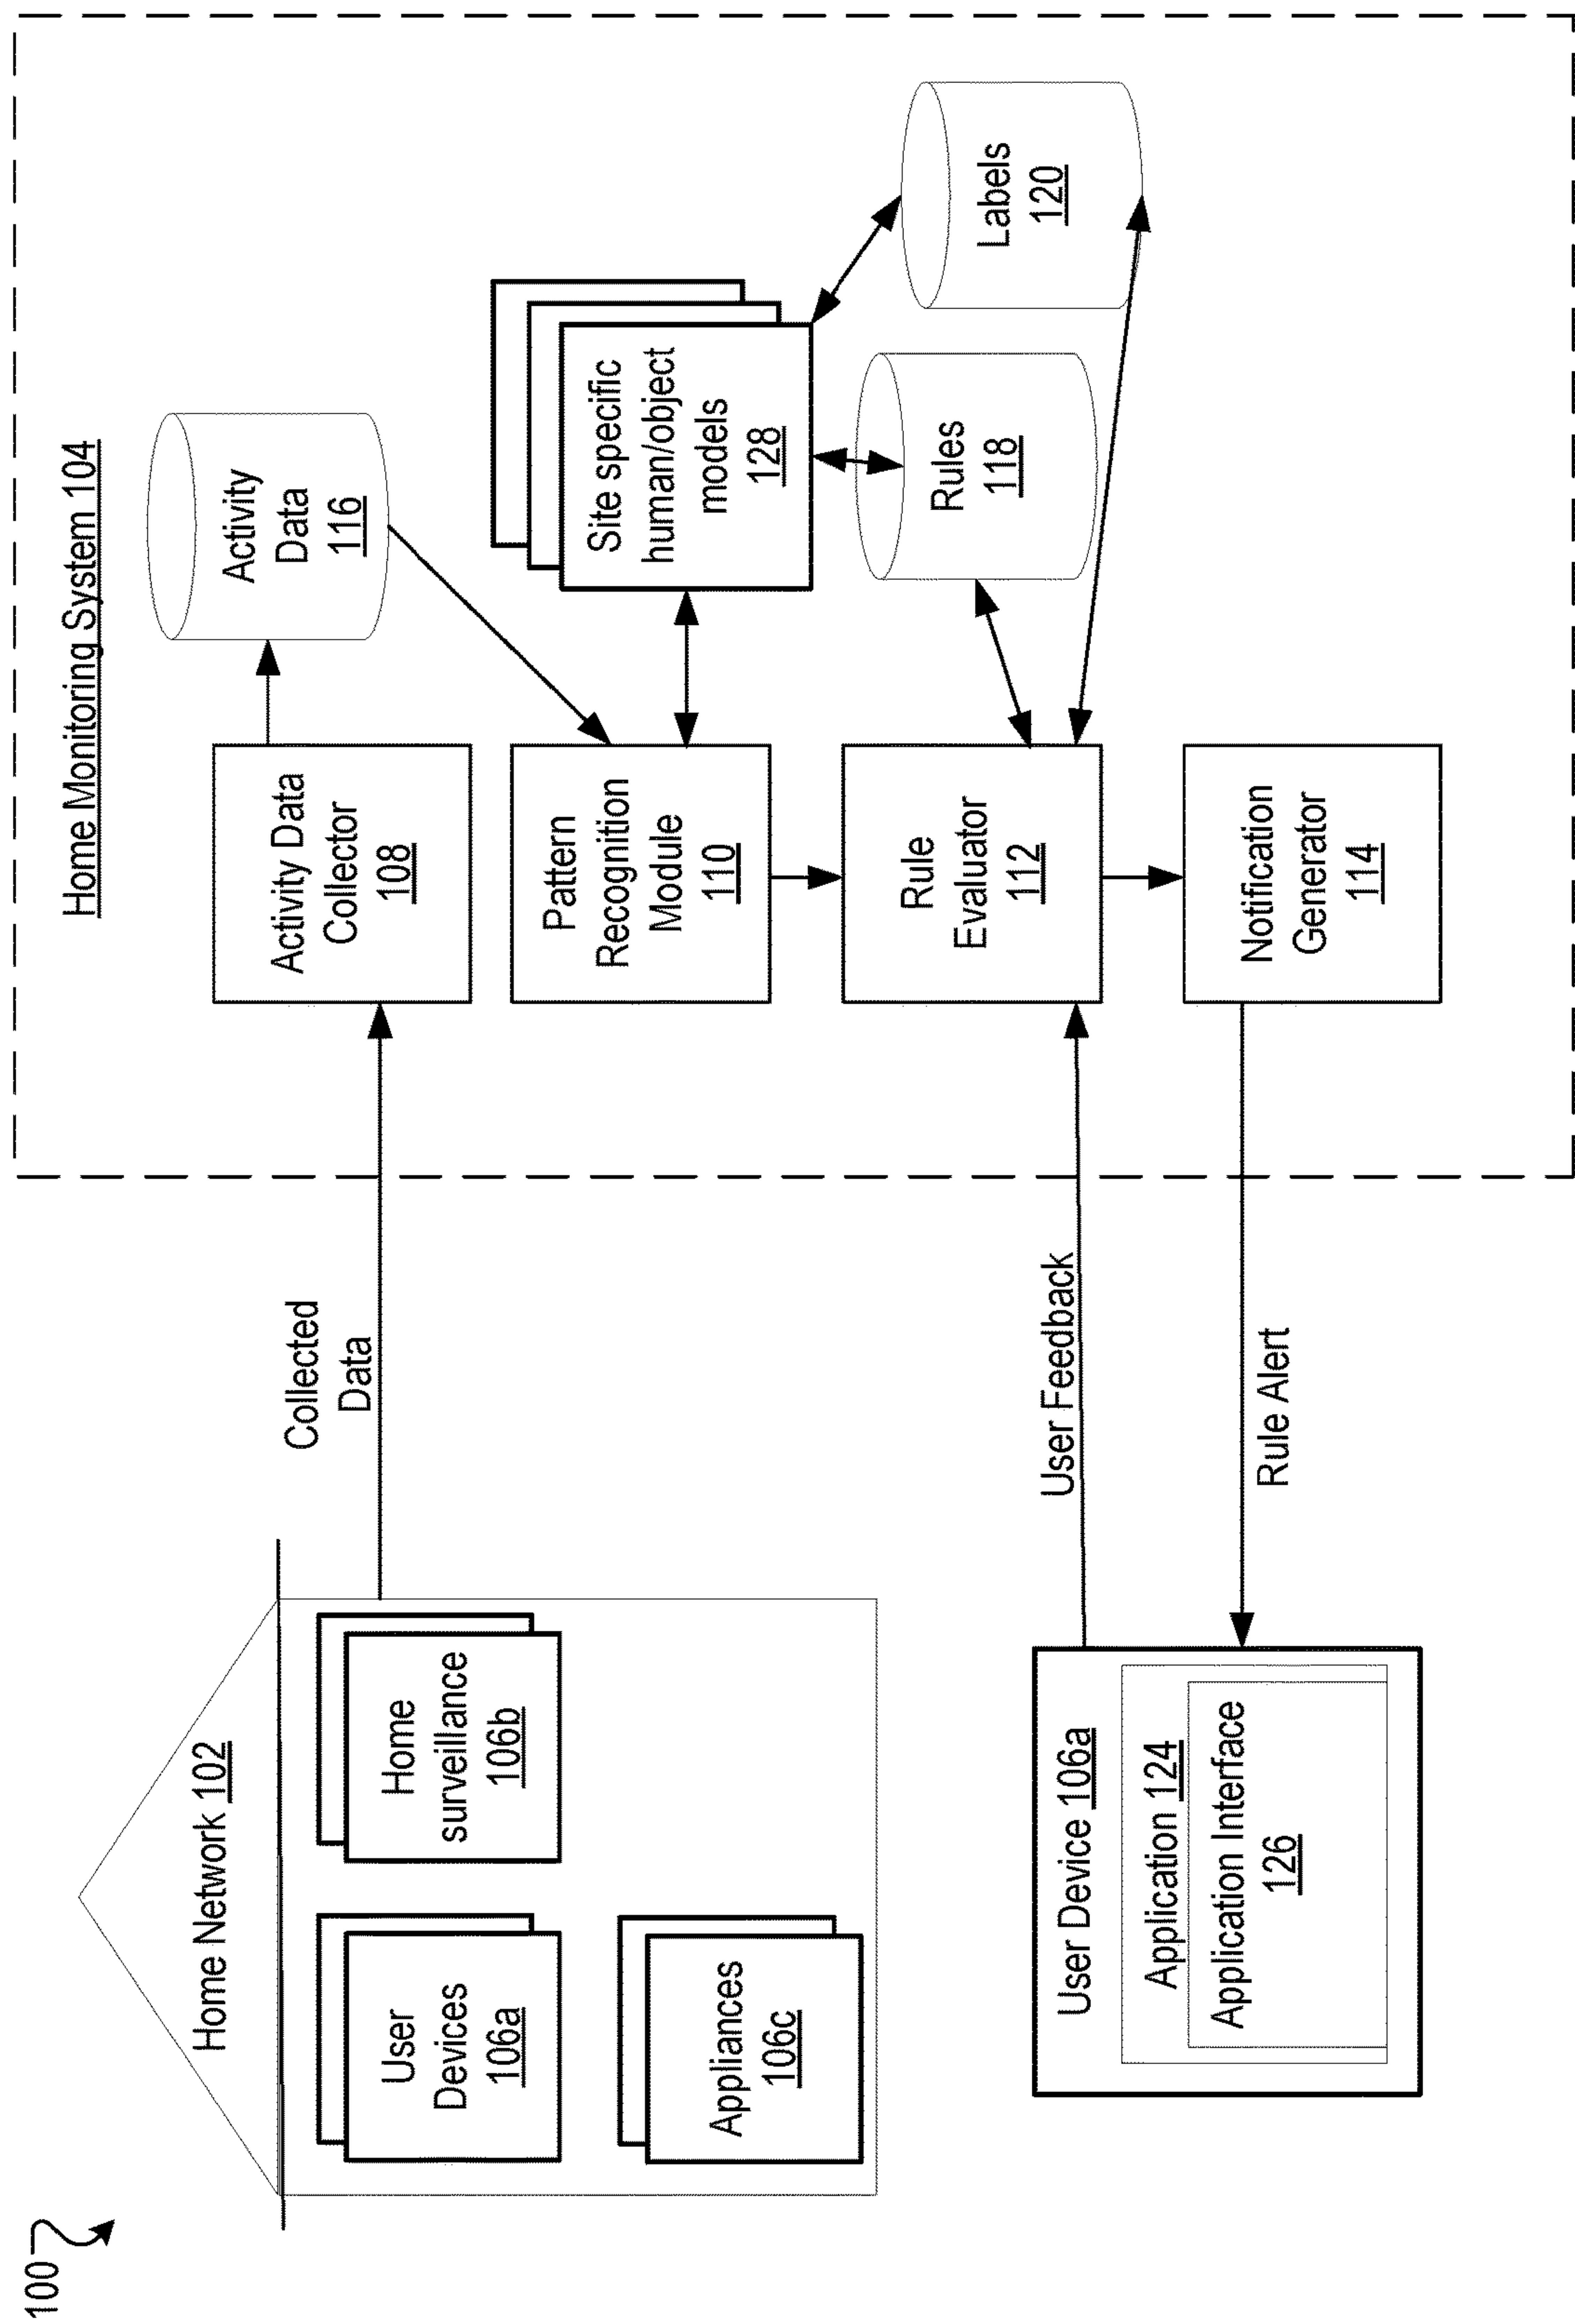 100
Home Network 102
User
Devices
106a
Home
surveillance
106b
Appliances
106c
Collected
Data
Home Monitoring System 104
Activity Data
Collector
108
Activity
Data
116
Pattern
Recognition
Module
110
Site specific
human/object
models
128
Rule
Evaluator
112
Rules
118
Labels
120
Notification
Generator
114
User Feedback
Rule Alert
User Device 106a
Application 124
Application Interface
126